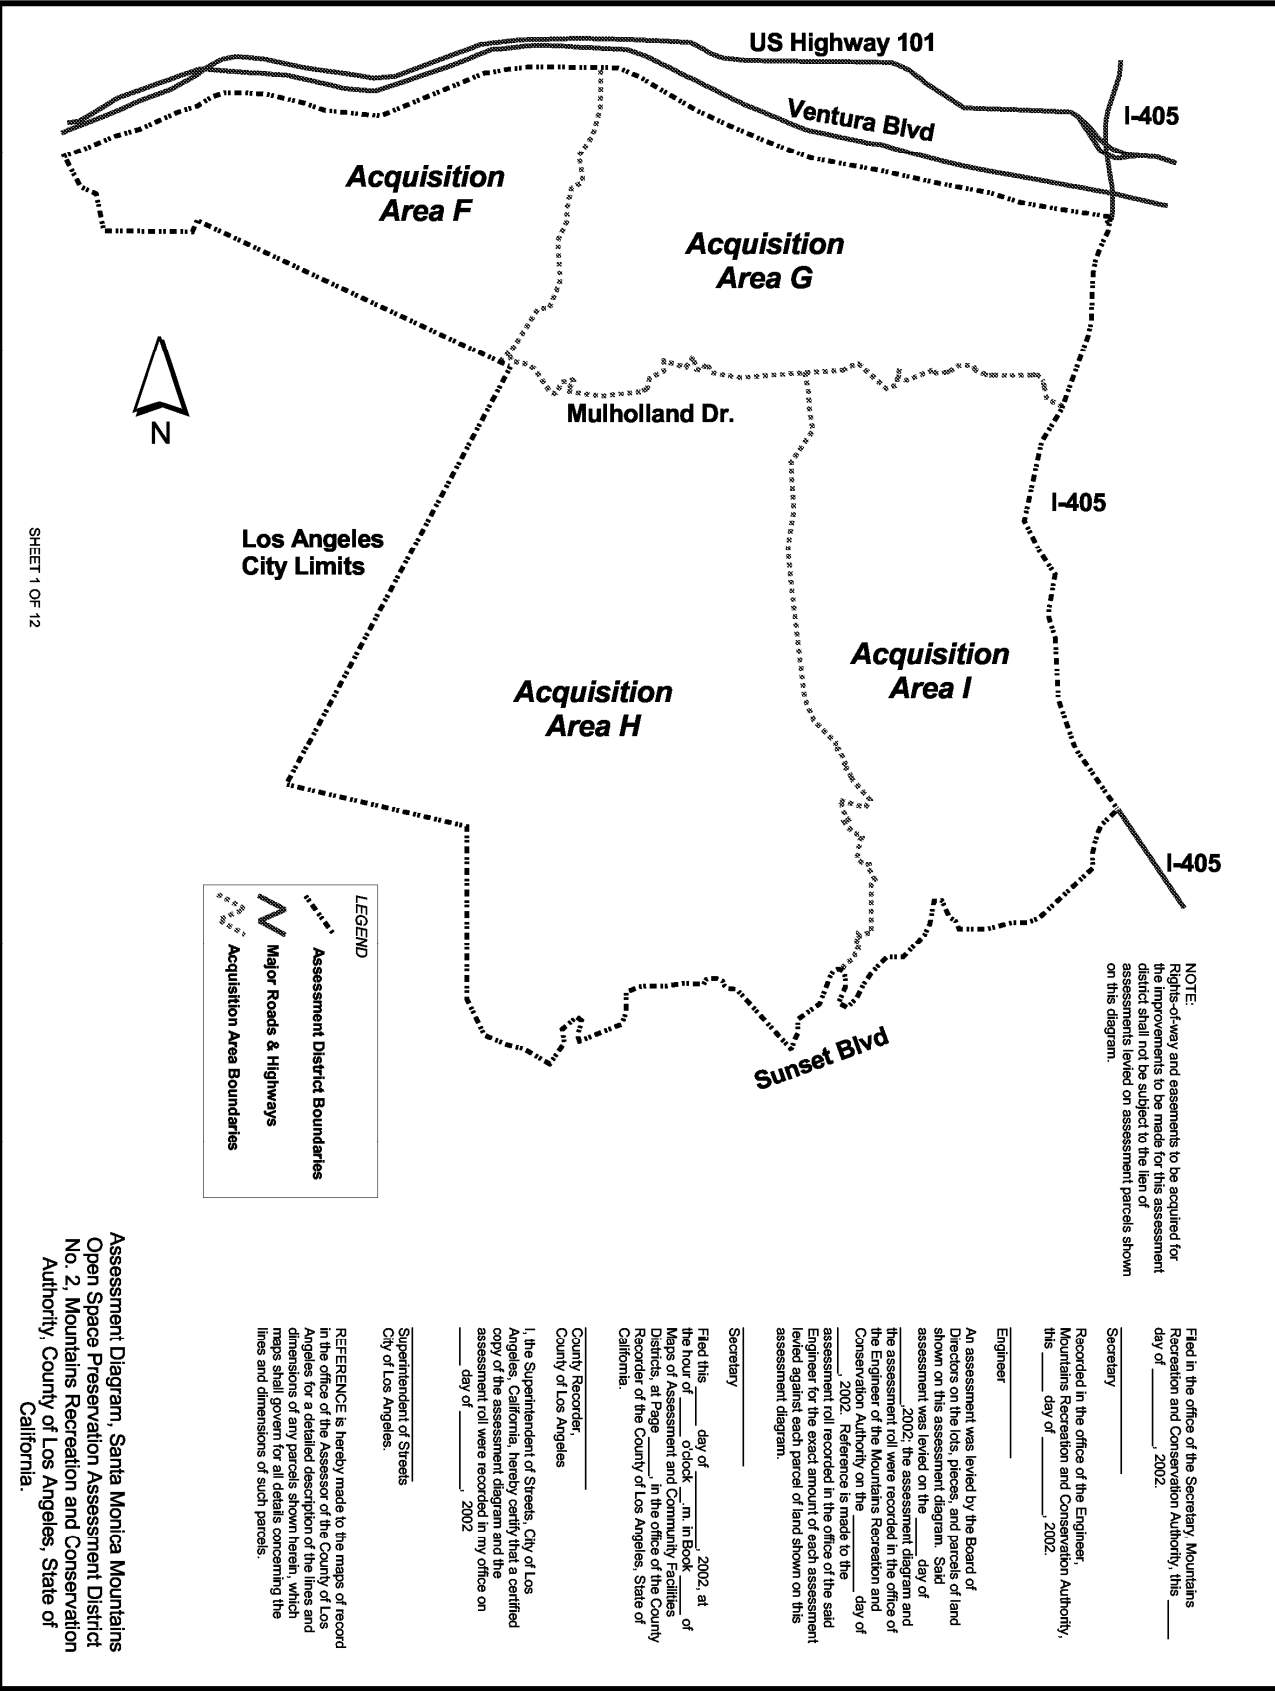 US Highway 101
I-405
Ventura Blvd
Acquisition
Area F
Acquisition
Area G
Mulholland Dr.
N
I-405
Los Angeles
City Limits
Acquisition
Area I
Acquisition
Area H
I-405
Sunset Blvd
SHEET 1 OF 12
LEGEND
Assessment District Boundaries
Major Roads & Highways
Acquisition Area Boundaries
NOTE:
Rights-of-way and easements to be acquired for
the improvements to be made for this assessment
district shall not be subject to the lien of
assessments levied on assessment parcels shown
on this diagram.
Filed in the office of the Secretary, Mountains
Recreation and Conservation Authority, this _____
day of __________, 2002.
Secretary
Recorded in the office of the Engineer,
Mountains Recreation and Conservation Authority,
this _____ day of __________, 2002.
Engineer
An assessment was levied by the Board of
Directors on the lots, pieces, and parcels of land
shown on this assessment diagram. Said
assessment was levied on the _____ day of
__________,2002; the assessment diagram and
the assessment roll were recorded in the office of
the Engineer of the Mountains Recreation and
Conservation Authority on the __________ day of
_____, 2002. Reference is made to the
assessment roll recorded in the office of the said
Engineer for the exact amount of each assessment
levied against each parcel of land shown on this
assessment diagram.
Secretary
Filed this _____ day of __________, 2002, at
the hour of _____ o'clock __.m. in Book _____ of
Maps of Assessment and Community Facilities
Districts, at Page _____, in the office of the County
Recorder of the County of Los Angeles, State of
California.
County Recorder,
County of Los Angeles
I, the Superintendent of Streets, City of Los
Angeles, California, hereby certify that a certified
copy of the assessment diagram and the
assessment roll were recorded in my office on
_____ day of __________, 2002
Superintendent of Streets
City of Los Angeles.
REFERENCE is hereby made to the maps of record
in the office of the Assessor of the County of Los
Angeles for a detailed description of the lines and
dimensions of any parcels shown herein, which
maps shall govern for all details concerning the
lines and dimensions of such parcels.
Assessment Diagram, Santa Monica Mountains
Open Space Preservation Assessment District
No. 2, Mountains Recreation and Conservation
Authority, County of Los Angeles, State of
California.